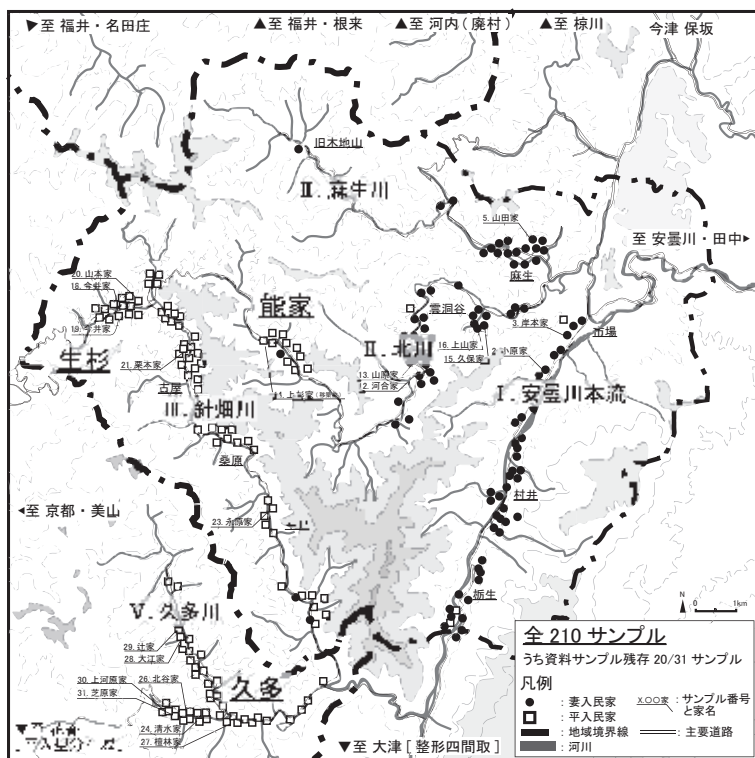 ▼至 福井・名田庄
▲至 福井・根来
▲至 河内(廃村)
▲至 椋川
今津 保坂
旧木地山
Ⅱ. 麻生川
5. 山田家
麻生
至 安曇川・田中▶
20. 山本家
18. 今井家
19. 今井家
生杉
能家
雲洞谷
3. 岸本家
市場
16. 上山家
15. 久保家
2. 小原家
21. 栗本家
古屋
Ⅱ. 北川
13. 山原家
12. 河合家
Ⅰ. 安曇川本流
Ⅲ. 針畑川
桑原
村井
◀至 京都・美山
23. 永原家
栃生
Ⅴ. 久多川
29. 辻家
28. 大江家
30. 上河原家
26. 北谷家
31. 芝原家
久多
24. 清水家
27. 檀林家
▼至 大津 [ 整形四間取 ]
N
0 1km
全 210 サンプル
うち資料サンプル残存 20/31 サンプル
凡例
: 妻入民家
X.〇〇家 : サンプル番号と家名
: 平入民家
: 地域境界線
: 主要道路
: 河川